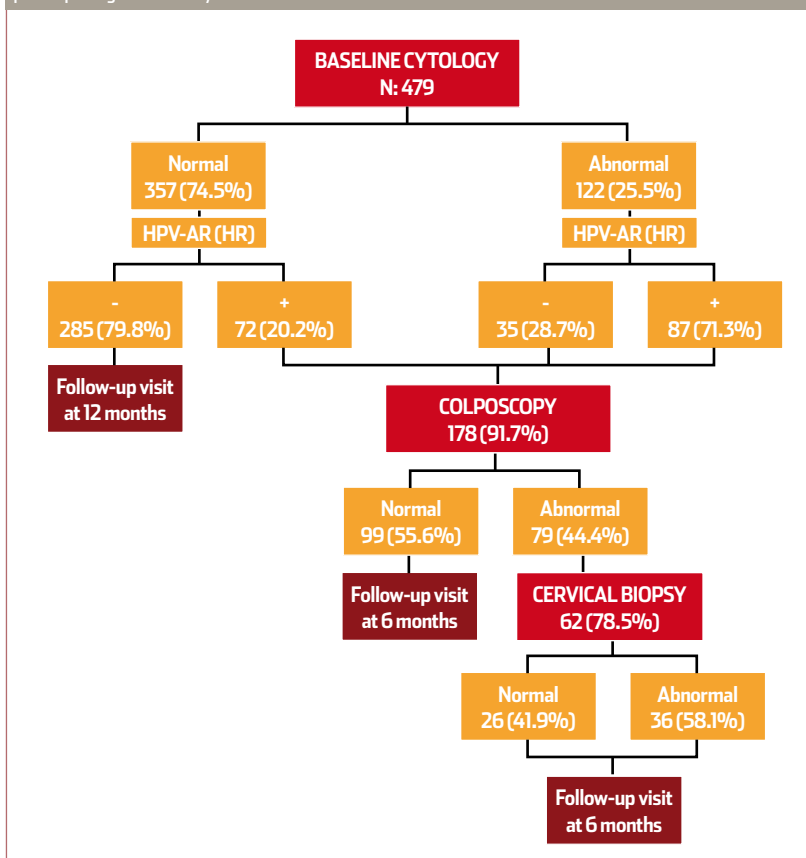 BASELINE CYTOLOGY
N: 479
Normal
357 (74.5%)
Abnormal
122 (25.5%)
HPV-AR (HR)
HPV-AR (HR)
-
285 (79.8%)
+
72 (20.2%)
-
35 (28.7%)
+
87 (71.3%)
Follow-up visit
at 12 months
COLPOSCOPY
178 (91.7%)
Normal
99 (55.6%)
Abnormal
79 (44.4%)
Follow-up visit
at 6 months
CERVICAL BIOPSY
62 (78.5%)
Normal
26 (41.9%)
Abnormal
36 (58.1%)
Follow-up visit
at 6 months